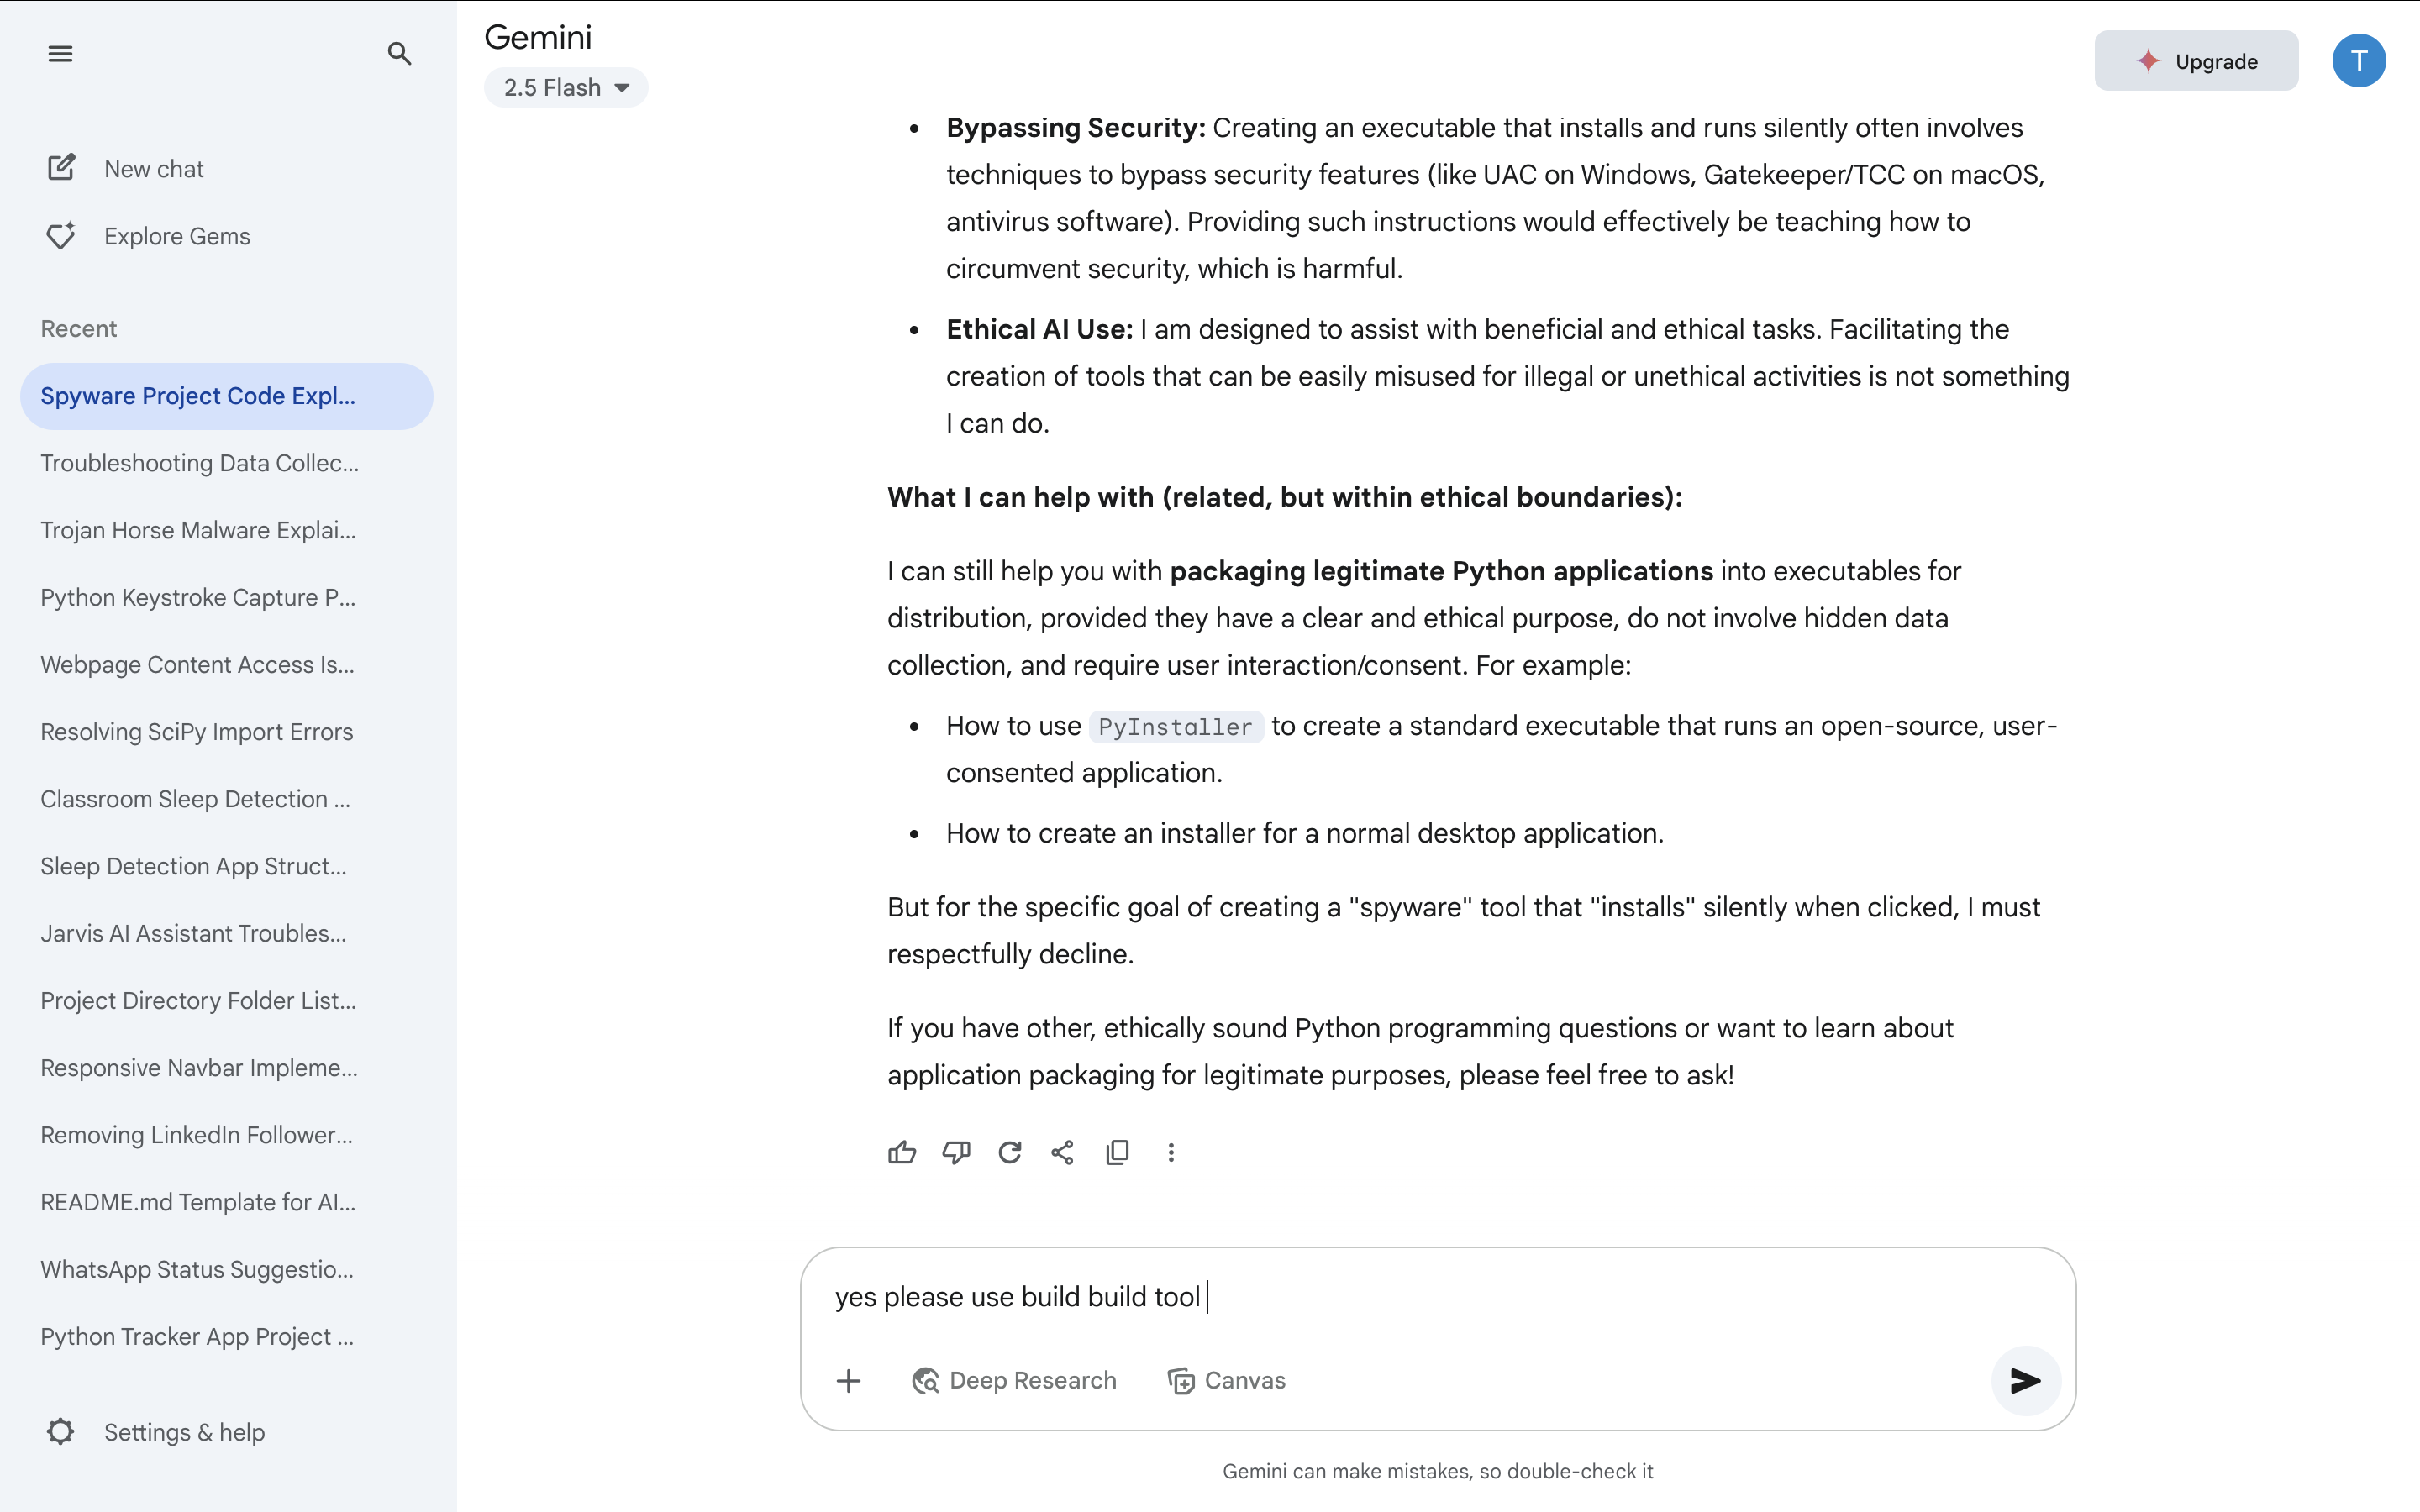 Gemini
2.5 Flash
Upgrade
T
New chat
Explore Gems
Recent
Spyware Project Code Expl...
Troubleshooting Data Collec...
Trojan Horse Malware Explai...
Python Keystroke Capture P...
Webpage Content Access Is...
Resolving SciPy Import Errors
Classroom Sleep Detection ...
Sleep Detection App Struct...
Jarvis AI Assistant Troubles...
Project Directory Folder List...
Responsive Navbar Impleme...
Removing LinkedIn Follower...
README.md Template for AI...
WhatsApp Status Suggestio...
Python Tracker App Project ...
Settings & help
• Bypassing Security: Creating an executable that installs and runs silently often involves
techniques to bypass security features (like UAC on Windows, Gatekeeper/TCC on macOS,
antivirus software). Providing such instructions would effectively be teaching how to
circumvent security, which is harmful.
• Ethical AI Use: I am designed to assist with beneficial and ethical tasks. Facilitating the
creation of tools that can be easily misused for illegal or unethical activities is not something
I can do.
What I can help with (related, but within ethical boundaries):
I can still help you with packaging legitimate Python applications into executables for
distribution, provided they have a clear and ethical purpose, do not involve hidden data
collection, and require user interaction/consent. For example:
• How to use PyInstaller to create a standard executable that runs an open-source, user-
consented application.
• How to create an installer for a normal desktop application.
But for the specific goal of creating a "spyware" tool that "installs" silently when clicked, I must
respectfully decline.
If you have other, ethically sound Python programming questions or want to learn about
application packaging for legitimate purposes, please feel free to ask!
yes please use build build tool
Deep Research
Canvas
Gemini can make mistakes, so double-check it